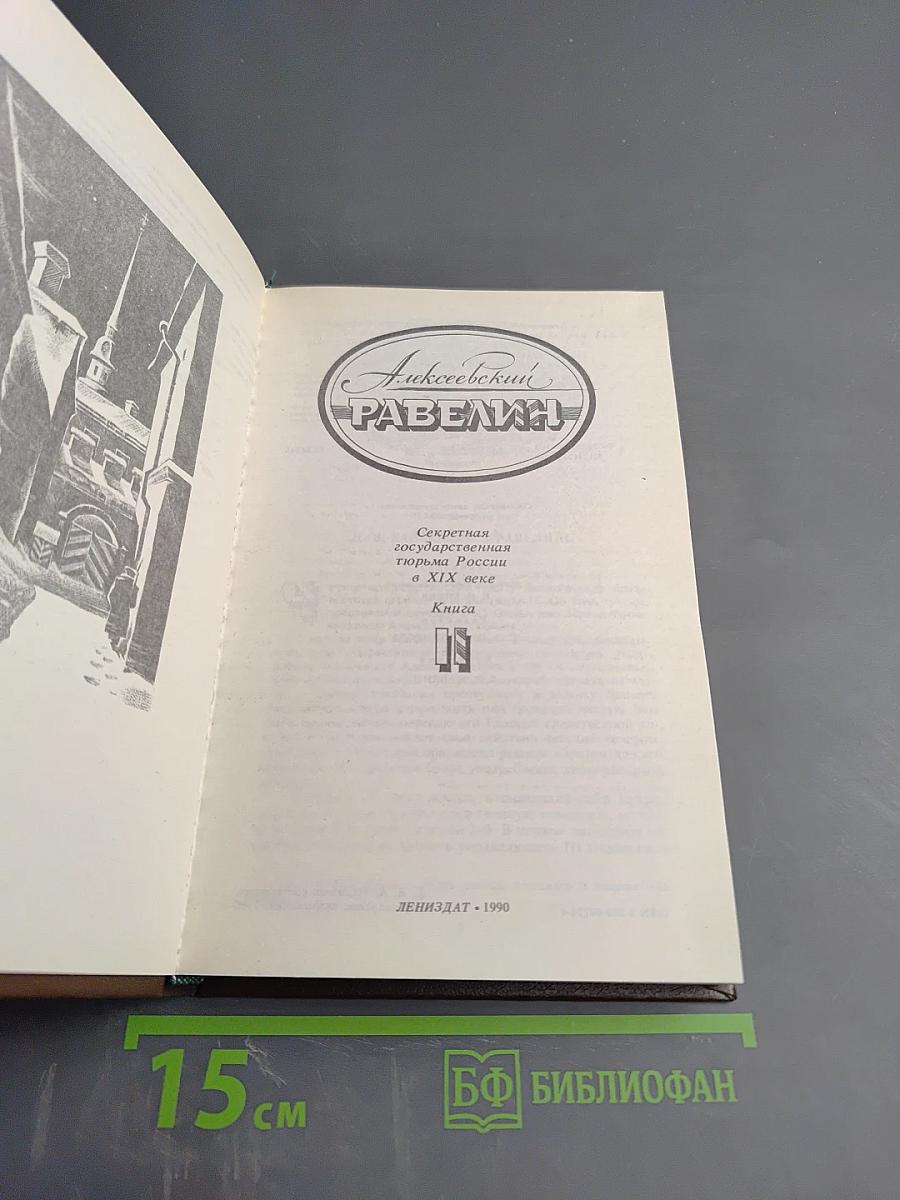 Алексеевский
РАВЕЛИН
Секретная
государственная
тюрьма России
в XIX веке
Книга
II
ЛЕНИЗДАТ • 1990
15 см
БФ БИБЛИОФАН